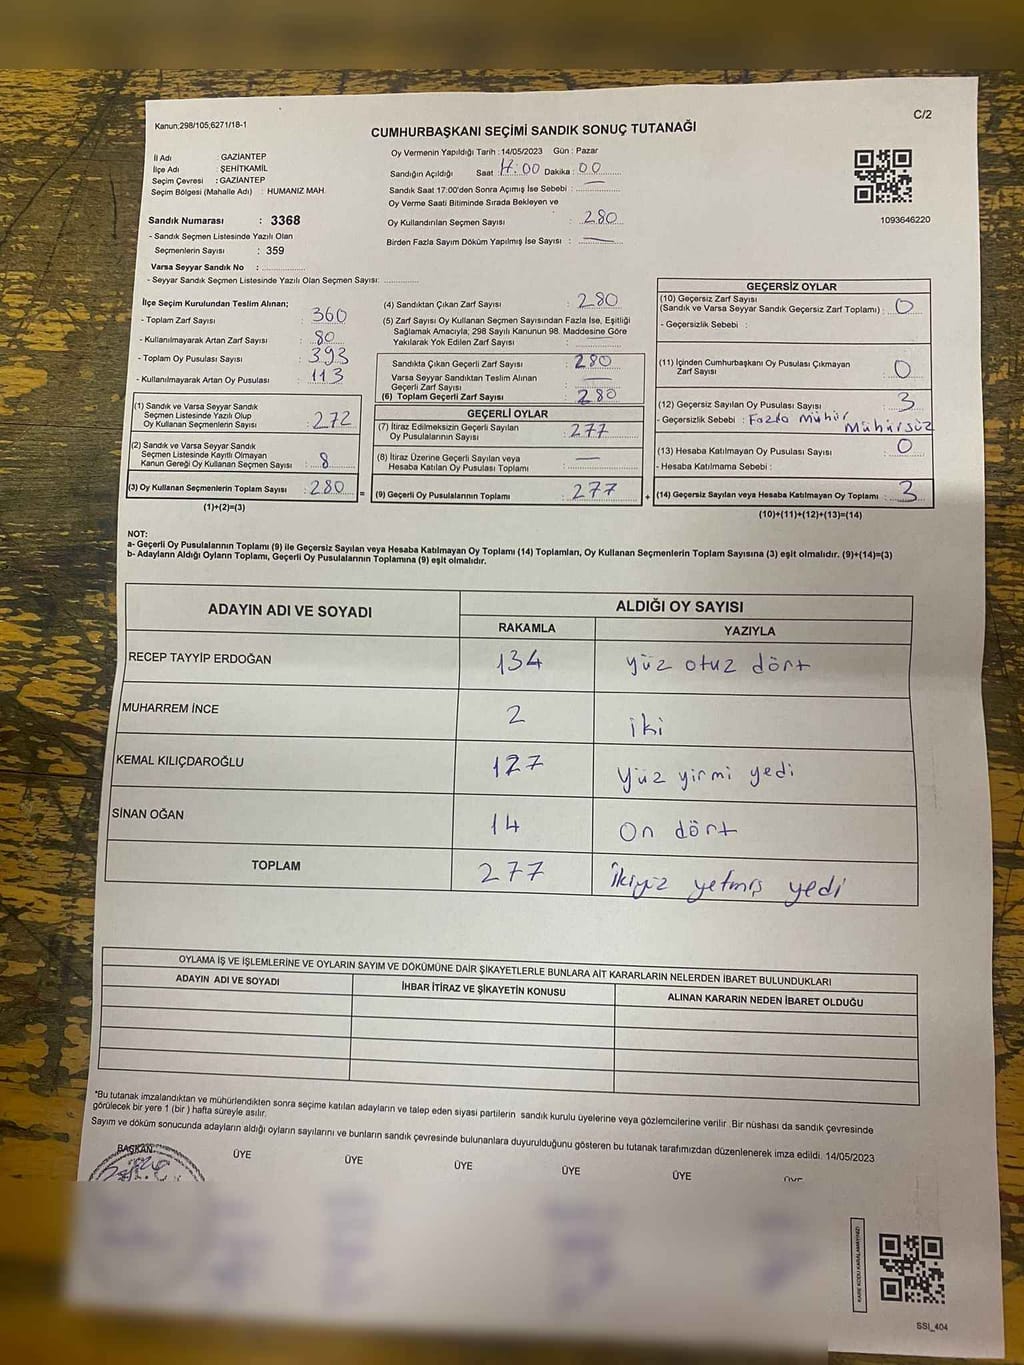 Kanun;298/105,6271/18-1
C/2
CUMHURBAŞKANI SEÇİMİ SANDIK SONUÇ TUTANAĞI
İl Adı : GAZİANTEP
İlçe Adı : ŞEHİTKAMİL
Seçim Çevresi : GAZİANTEP
Seçim Bölgesi (Mahalle Adı) : HUMANIZ MAH.
Sandık Numarası : 3368
- Sandık Seçmen Listesinde Yazılı Olan
Seçmenlerin Sayısı : 359
Varsa Seyyar Sandık No :
- Seyyar Sandık Seçmen Listesinde Yazılı Olan Seçmen Sayısı:
Oy Vermenin Yapıldığı Tarih : 14/05/2023 Gün : Pazar
Sandığın Açıldığı Saat : 17:00 Dakika : 00
Sandık Saat 17:00'den Sonra Açımış İse Sebebi :
Oy Verme Saati Bitiminde Sırada Bekleyen ve
Oy Kullandırılan Seçmen Sayısı : 280
Birden Fazla Sayım Döküm Yapılmış İse Sayısı :
1093646220
İlçe Seçim Kurulundan Teslim Alınan;
- Toplam Zarf Sayısı : 360
- Kullanılmayarak Artan Zarf Sayısı : 80
- Toplam Oy Pusulası Sayısı : 393
- Kullanılmayarak Artan Oy Pusulası : 113
(1) Sandık ve Varsa Seyyar Sandık
Seçmen Listesinde Yazılı Olup
Oy Kullanan Seçmenlerin Sayısı : 272
(2) Sandık ve Varsa Seyyar Sandık
Seçmen Listesinde Kayıtlı Olmayan
Kanun Gereği Oy Kullanan Seçmen Sayısı : 8
(3) Oy Kullanan Seçmenlerin Toplam Sayısı : 280
(1)+(2)=(3)
(4) Sandıktan Çıkan Zarf Sayısı : 280
(5) Zarf Sayısı Oy Kullanan Seçmen Sayısından Fazla İse, Eşitliği
Sağlamak Amacıyla; 298 Sayılı Kanunun 98. Maddesine Göre
Yakılarak Yok Edilen Zarf Sayısı :
Sandıkta Çıkan Geçerli Zarf Sayısı : 280
Varsa Seyyar Sandıktan Teslim Alınan
Geçerli Zarf Sayısı :
(6) Toplam Geçerli Zarf Sayısı : 280
GEÇERLİ OYLAR
(7) İtiraz Edilmeksizin Geçerli Sayılan
Oy Pusulalarının Sayısı : 277
(8) İtiraz Üzerine Geçerli Sayılan veya
Hesaba Katılan Oy Pusulası Toplamı :
= (9) Geçerli Oy Pusulalarının Toplamı : 277
GEÇERSİZ OYLAR
(10) Geçersiz Zarf Sayısı
(Sandık ve Varsa Seyyar Sandık Geçersiz Zarf Toplamı) : 0
- Geçersizlik Sebebi :
(11) İçinden Cumhurbaşkanı Oy Pusulası Çıkmayan
Zarf Sayısı : 0
(12) Geçersiz Sayılan Oy Pusulası Sayısı : 3
- Geçersizlik Sebebi : Fazla Mühür
Mühürsüz
(13) Hesaba Katılmayan Oy Pusulası Sayısı : 0
- Hesaba Katılmama Sebebi :
+ (14) Geçersiz Sayılan veya Hesaba Katılmayan Oy Toplamı : 3
(10)+(11)+(12)+(13)=(14)
NOT:
a- Geçerli Oy Pusulalarının Toplamı (9) ile Geçersiz Sayılan veya Hesaba Katılmayan Oy Toplamı (14) Toplamları, Oy Kullanan Seçmenlerin Toplam Sayısına (3) eşit olmalıdır. (9)+(14)=(3)
b- Adayların Aldığı Oyların Toplamı, Geçerli Oy Pusulalarının Toplamına (9) eşit olmalıdır.
ADAYIN ADI VE SOYADI
ALDIĞI OY SAYISI
RAKAMLA YAZIYLA
RECEP TAYYİP ERDOĞAN 134 yüz otuz dört
MUHARREM İNCE 2 iki
KEMAL KILIÇDAROĞLU 127 Yüz yirmi yedi
SİNAN OĞAN 14 On dört
TOPLAM 277 İkiyüz yetmiş yedi
OYLAMA İŞ VE İŞLEMLERİNE VE OYLARIN SAYIM VE DÖKÜMÜNE DAİR ŞİKAYETLERLE BUNLARA AİT KARARLARIN NELERDEN İBARET BULUNDUKLARI
ADAYIN ADI VE SOYADI İHBAR İTİRAZ VE ŞİKAYETİN KONUSU ALINAN KARARIN NEDEN İBARET OLDUĞU
*Bu tutanak imzalandıktan ve mühürlendikten sonra seçime katılan adayların ve talep eden siyasi partilerin sandık kurulu üyelerine veya gözlemcilerine verilir .Bir nüshası da sandık çevresinde
görülecek bir yere 1 (bir ) hafta süreyle asılır.
Sayım ve döküm sonucunda adayların aldığı oyların sayılarını ve bunların sandık çevresinde bulunanlara duyurulduğunu gösteren bu tutanak tarafımızdan düzenlenerek imza edildi. 14/05/2023
BAŞKAN ÜYE ÜYE ÜYE ÜYE ÜYE ÜYE
KARE KODU KARALAMAYINIZ!
SSI_404